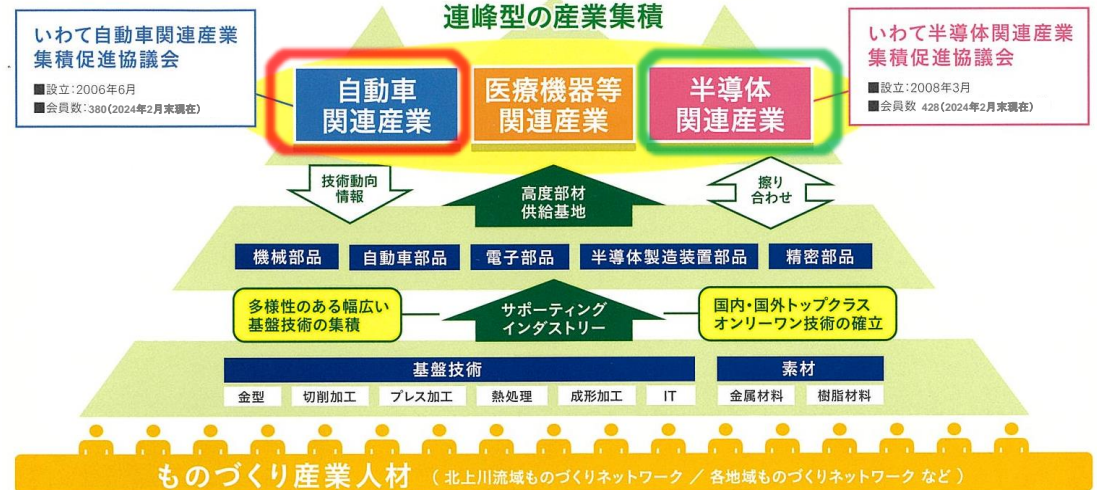 連峰型の産業集積
いわて自動車関連産業
集積促進協議会
■設立:2006年6月
■会員数:380(2024年2月末現在)
いわて半導体関連産業
集積促進協議会
■設立:2008年3月
■会員数 428(2024年2月末現在)
自動車
関連産業
医療機器等
関連産業
半導体
関連産業
技術動向
情報
高度部材
供給基地
擦り
合わせ
機械部品
自動車部品
電子部品
半導体製造装置部品
精密部品
多様性のある幅広い
基盤技術の集積
サポーティング
インダストリー
国内・国外トップクラス
オンリーワン技術の確立
基盤技術
素材
金型
切削加工
プレス加工
熱処理
成形加工
IT
金属材料
樹脂材料
ものづくり産業人材 ( 北上川流域ものづくりネットワーク / 各地域ものづくりネットワーク など )